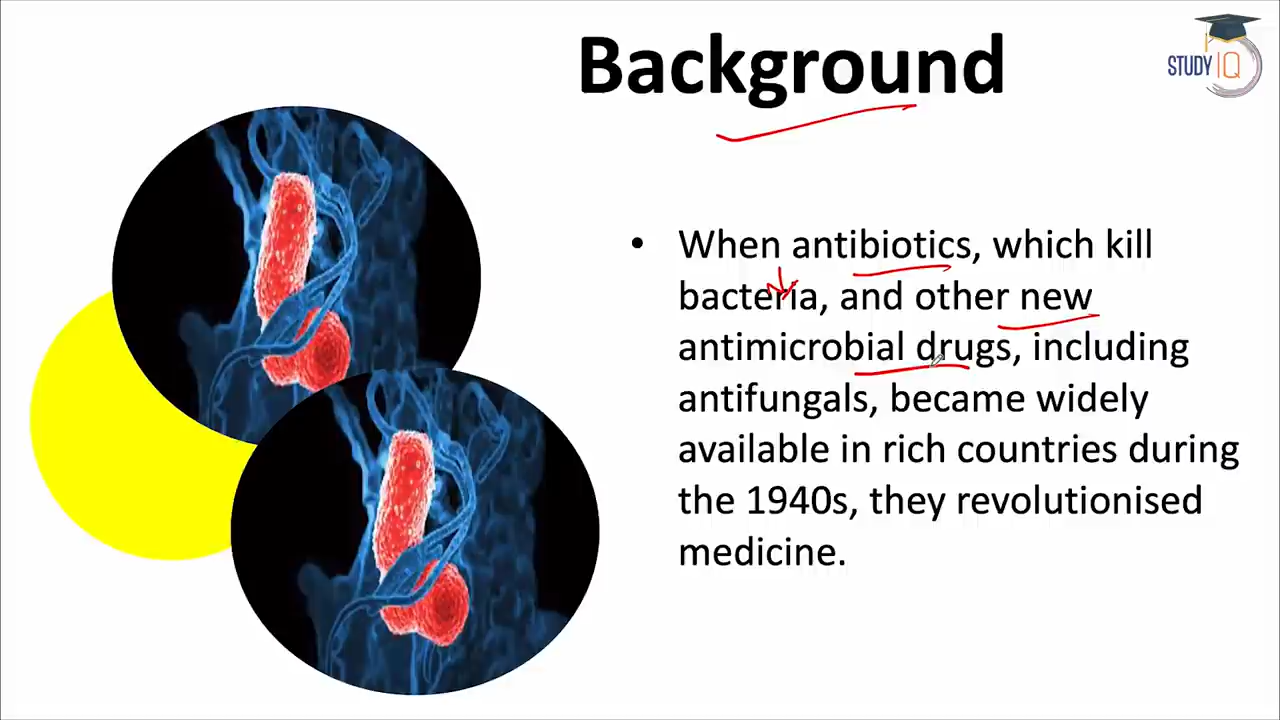 Background
STUDY IQ
• When antibiotics, which kill
bacteria, and other new
antimicrobial drugs, including
antifungals, became widely
available in rich countries during
the 1940s, they revolutionised
medicine.